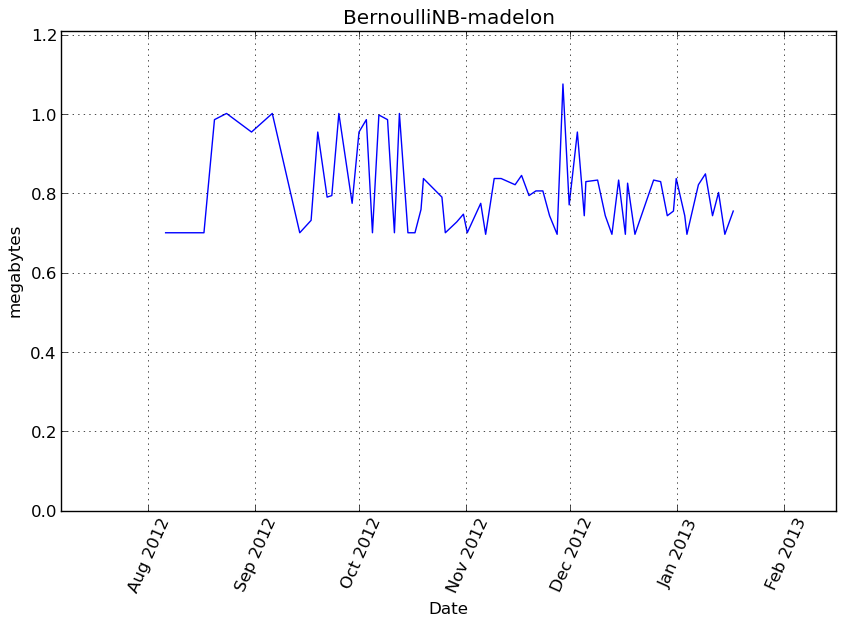 BernoulliNB-madelon
1.2
1.0
0.8
0.6
0.4
0.2
0.0
megabytes
Aug 2012
Sep 2012
Oct 2012
Nov 2012
Dec 2012
Jan 2013
Feb 2013
Date